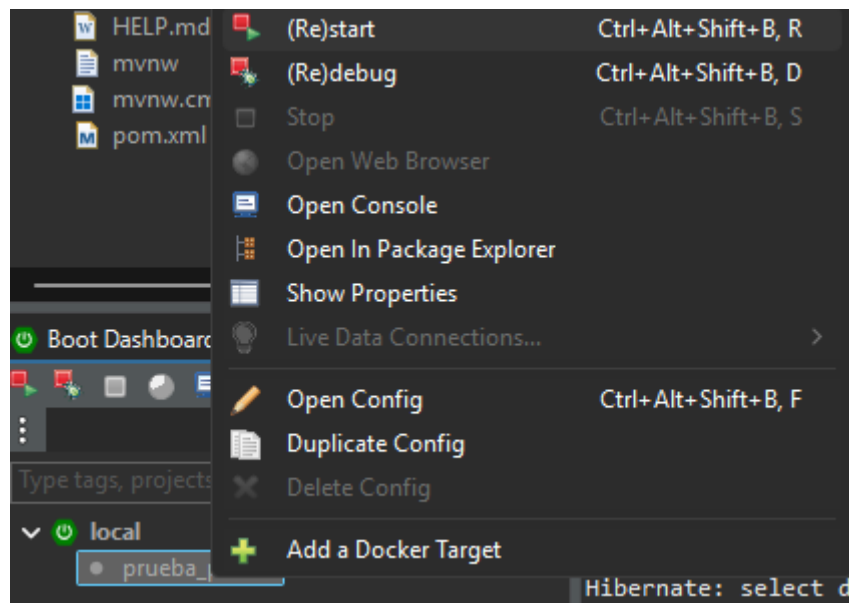 HELP.md
mvnw
mvnw.cm
pom.xml
(Re)start Ctrl+Alt+Shift+B, R
(Re)debug Ctrl+Alt+Shift+B, D
Stop Ctrl+Alt+Shift+B, S
Open Web Browser
Open Console
Open In Package Explorer
Show Properties
Live Data Connections...
Open Config Ctrl+Alt+Shift+B, F
Duplicate Config
Delete Config
Add a Docker Target
Boot Dashboard
Type tags, projects
local
prueba_
Hibernate: select d